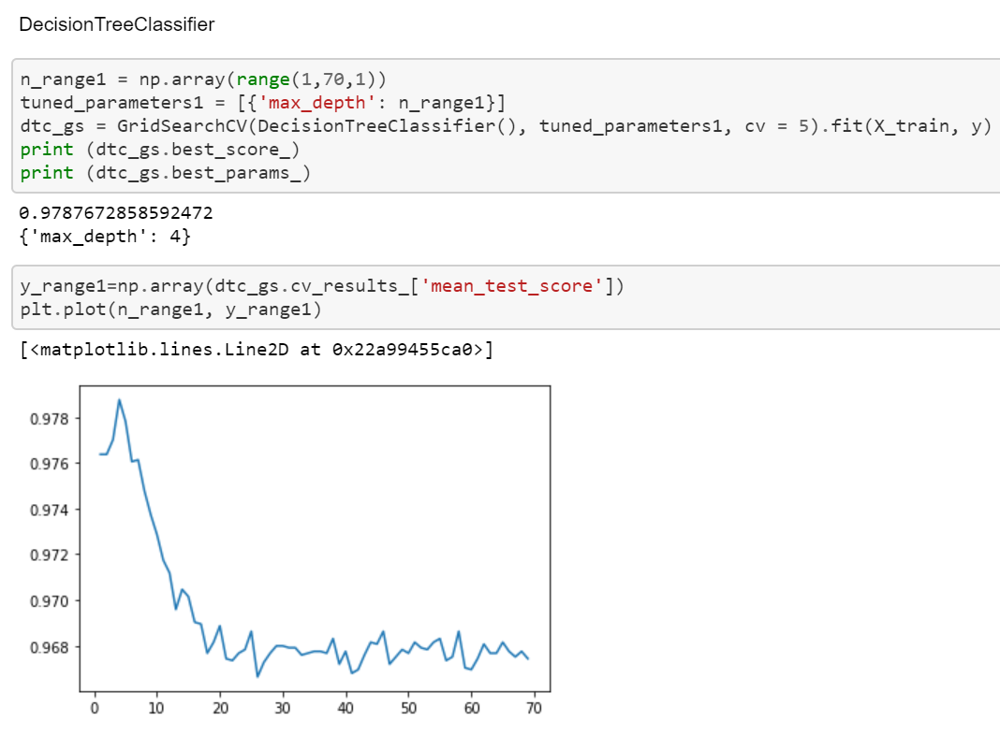 DecisionTreeClassifier
n_range1 = np.array(range(1,70,1))
tuned_parameters1 = [{'max_depth': n_range1}]
dtc_gs = GridSearchCV(DecisionTreeClassifier(), tuned_parameters1, cv = 5).fit(X_train, y)
print (dtc_gs.best_score_)
print (dtc_gs.best_params_)
0.9787672858592472
{'max_depth': 4}
y_range1=np.array(dtc_gs.cv_results_['mean_test_score'])
plt.plot(n_range1, y_range1)
[<matplotlib.lines.Line2D at 0x22a99455ca0>]
0.978
0.976
0.974
0.972
0.970
0.968
0 10 20 30 40 50 60 70